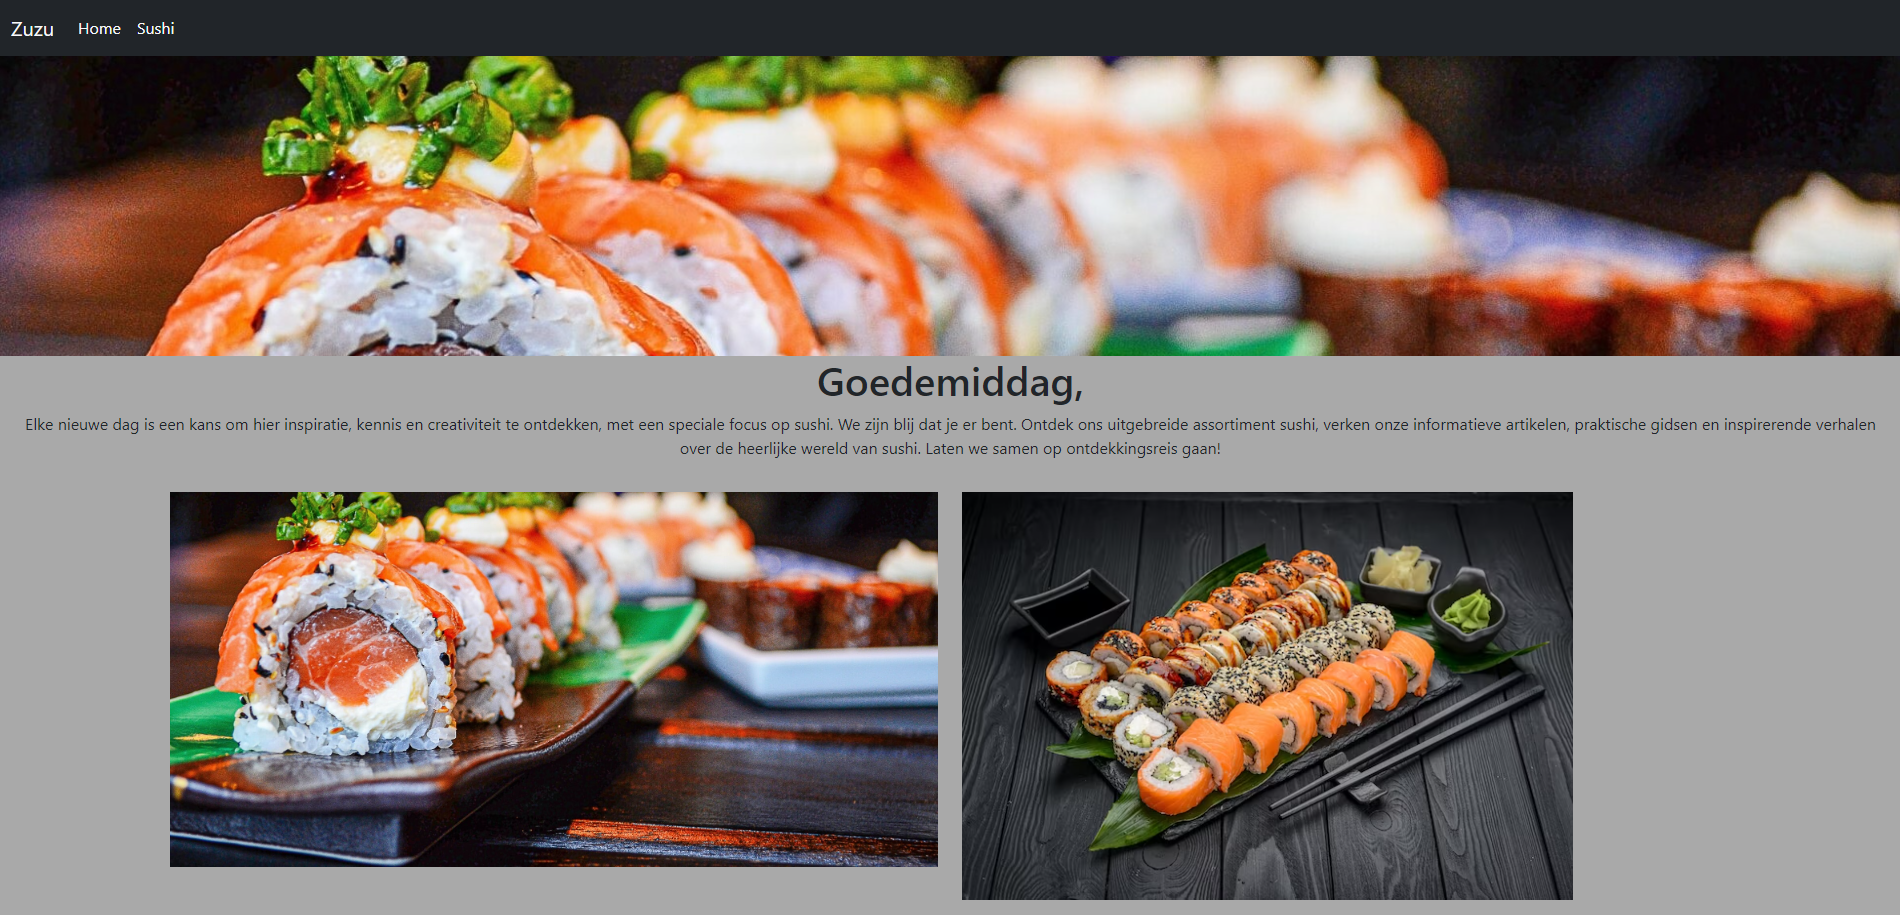 Zuzu Home Sushi
Goedemiddag,
Elke nieuwe dag is een kans om hier inspiratie, kennis en creativiteit te ontdekken, met een speciale focus op sushi. We zijn blij dat je er bent. Ontdek ons uitgebreide assortiment sushi, verken onze informatieve artikelen, praktische gidsen en inspirerende verhalen
over de heerlijke wereld van sushi. Laten we samen op ontdekkingsreis gaan!